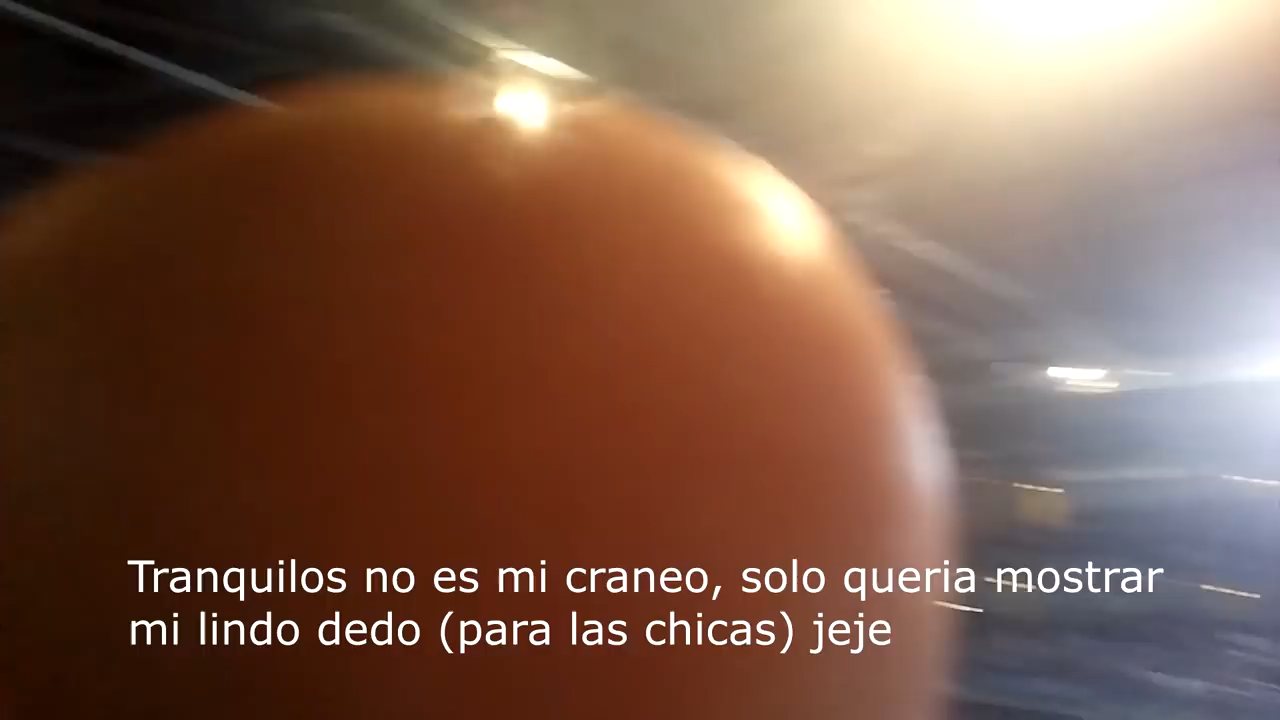 Tranquilos no es mi craneo, solo queria mostrar
mi lindo dedo (para las chicas) jeje